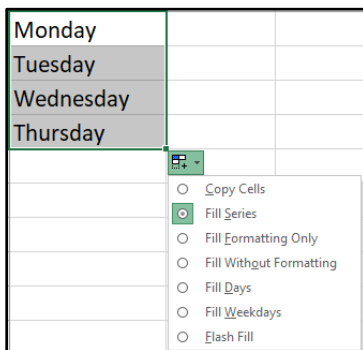 Monday
Tuesday
Wednesday
Thursday
Copy Cells
Fill Series
Fill Formatting Only
Fill Without Formatting
Fill Days
Fill Weekdays
Flash Fill